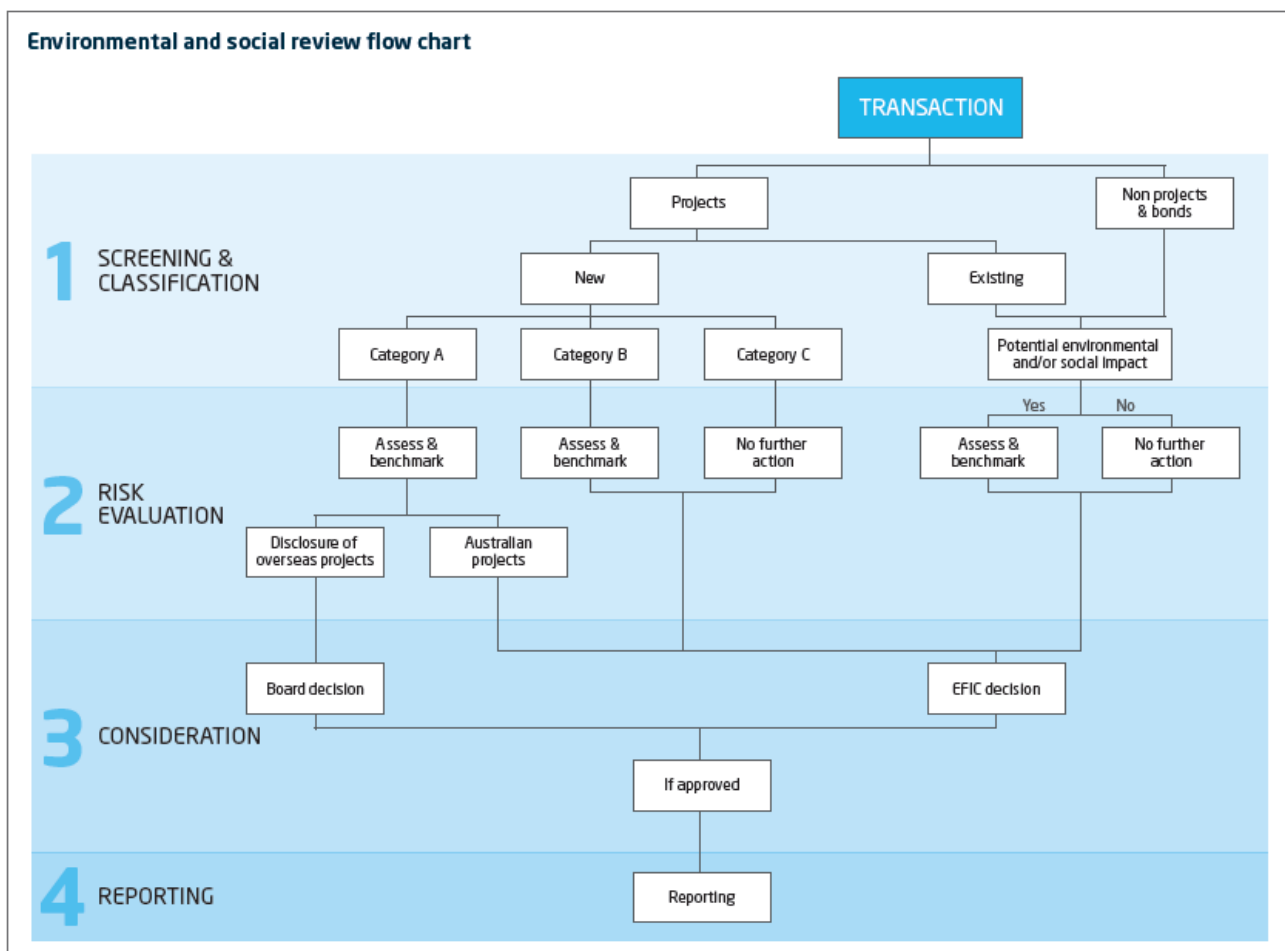 Environmental and social review flow chart
TRANSACTION
Projects
Non projects
& bonds
1
SCREENING &
CLASSIFICATION
New
Existing
Category A
Category B
Category C
Potential environmental
and/or social impact
Yes
No
2
RISK
EVALUATION
Assess &
benchmark
Assess &
benchmark
No further
action
Assess &
benchmark
No further
action
Disclosure of
overseas projects
Australian
projects
3
CONSIDERATION
Board decision
EFIC decision
If approved
4
REPORTING
Reporting